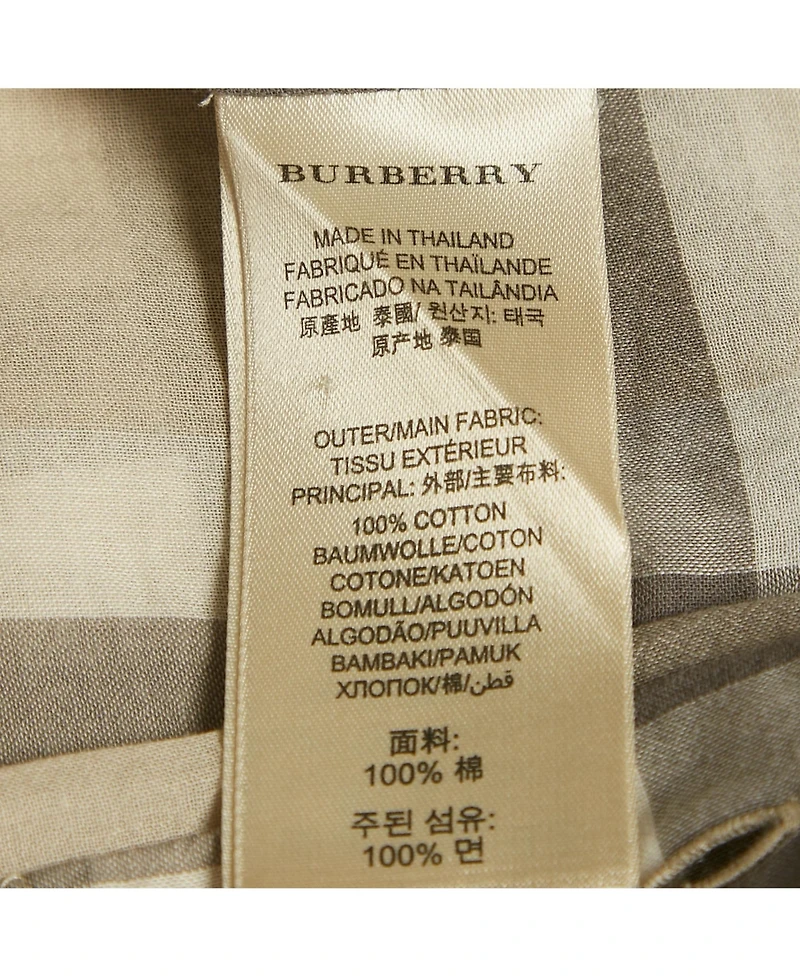 BURBERRY
MADE IN THAILAND
FABRIQUÉ EN THAÏLANDE
FABRICADO NA TAILÂNDIA
原產地 泰國/ 원산지: 태국
原产地 泰国
OUTER/MAIN FABRIC:
TISSU EXTÉRIEUR
PRINCIPAL: 外部/主要布料:
100% COTTON
BAUMWOLLE/COTON
COTONE/KATOEN
BOMULL/ALGODÓN
ALGODÃO/PUUVILLA
BAMBAKI/PAMUK
ХЛОПОК/棉/قطن
面料:
100% 棉
주된 섬유:
100% 면